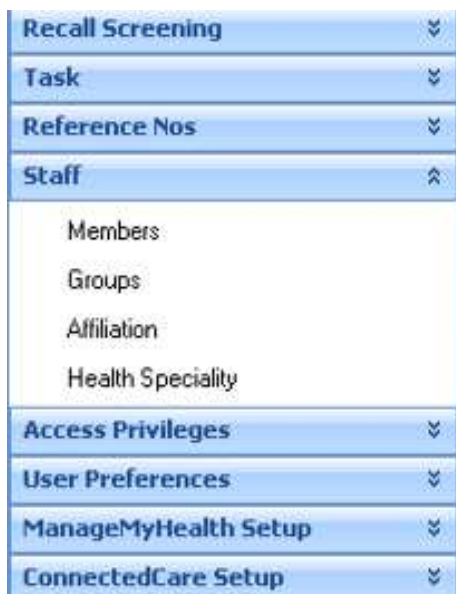 Recall Screening
Task
Reference Nos
Staff
Members
Groups
Affiliation
Health Speciality
Access Privileges
User Preferences
ManageMyHealth Setup
ConnectedCare Setup